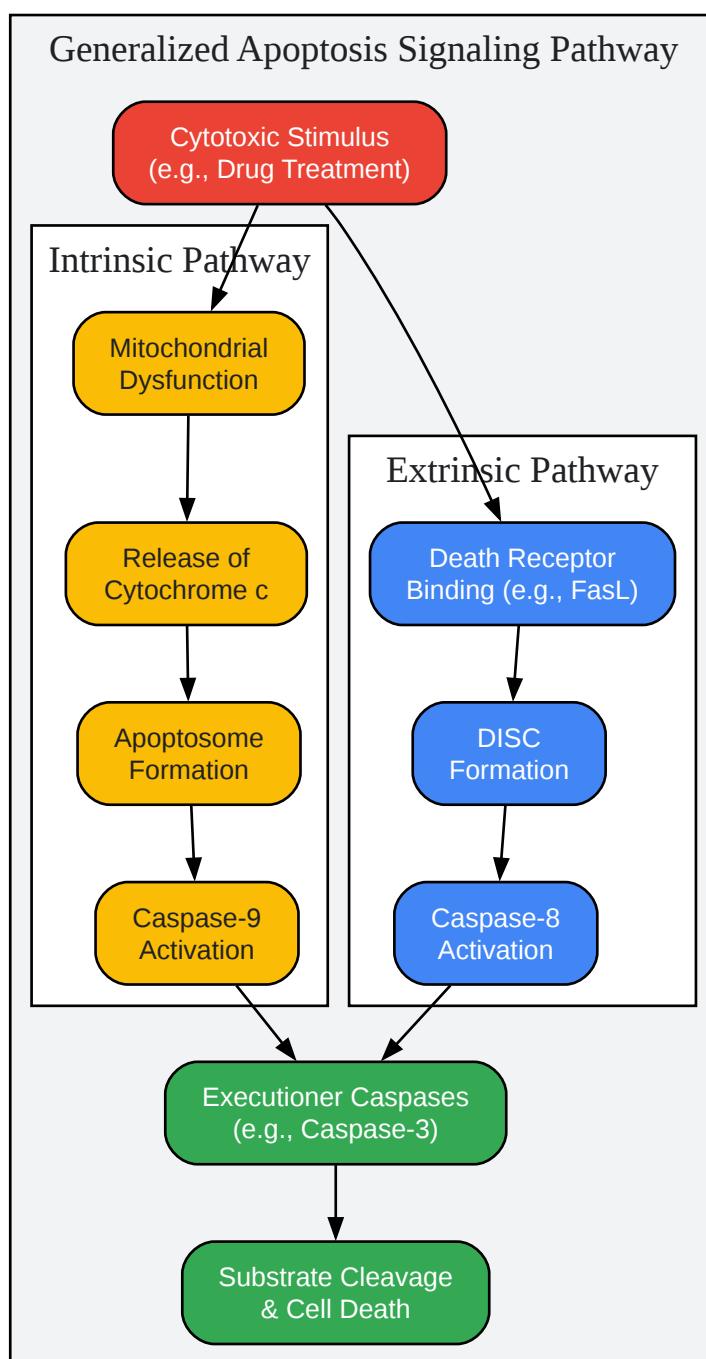 Generalized Apoptosis Signaling Pathway
Cytotoxic Stimulus
(e.g., Drug Treatment)
Intrinsic Pathway
Mitochondrial
Dysfunction
Release of
Cytochrome c
Apoptosome
Formation
Caspase-9
Activation
Extrinsic Pathway
Death Receptor
Binding (e.g., FasL)
DISC
Formation
Caspase-8
Activation
Executioner Caspases
(e.g., Caspase-3)
Substrate Cleavage
& Cell Death